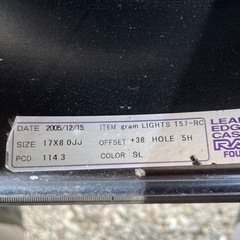 DATE 2005/12/15 ITEM gram LIGHTS T57-RC
SIZE 17X8.0JJ OFFSET +38 HOLE 5H
PCD 114.3 COLOR SL
LEAD
EDGE
CAS
RA
FOU